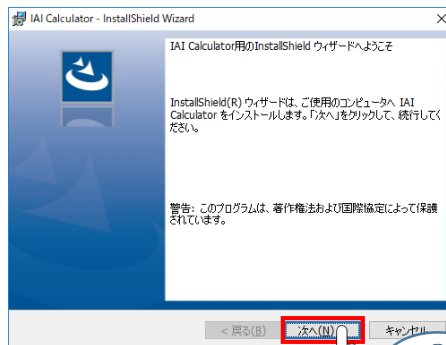 IAI Calculator - InstallShield Wizard
IAI Calculator用のInstallShield ウィザードへようこそ
InstallShield(R) ウィザードは、ご使用のコンピュータへ IAI
Calculator をインストールします。「次へ」をクリックして、続行してく
ださい。
警告: このプログラムは、著作権法および国際協定によって保護
されています。
< 戻る(B)
次へ(N)
キャンセル